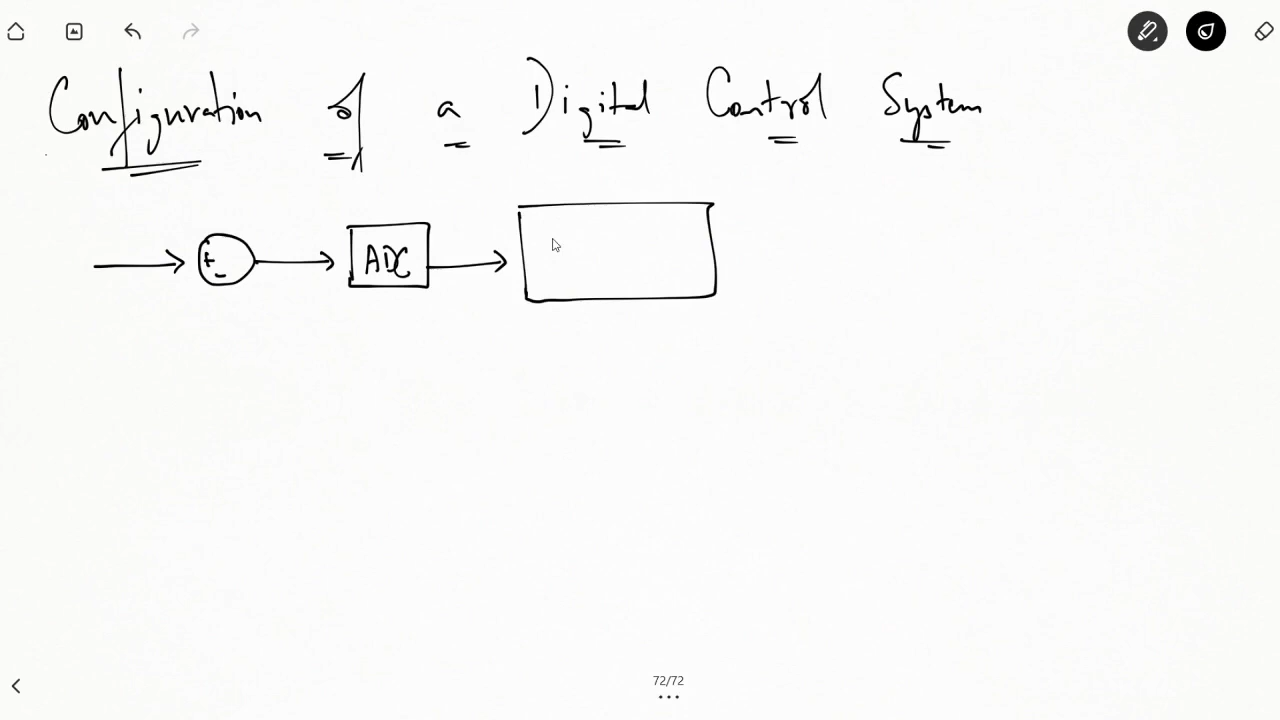 Configuration of a Digital Control System
+
-
ADC
72/72